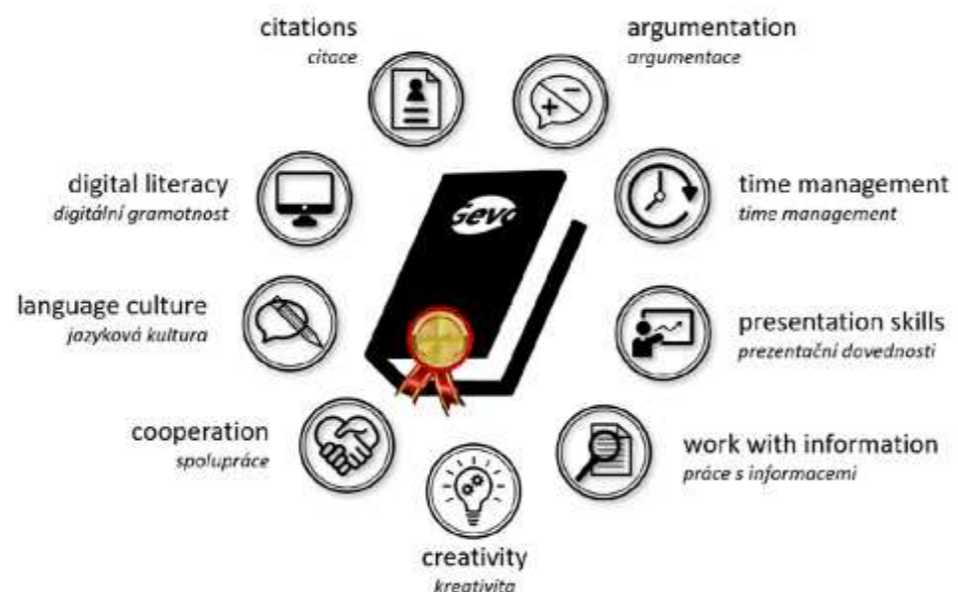 citations
citace
argumentation
argumentace
digital literacy
digitální gramotnost
time management
time management
Gevo
language culture
jazyková kultura
presentation skills
prezentační dovednosti
cooperation
spolupráce
work with information
práce s informacemi
creativity
kreativita